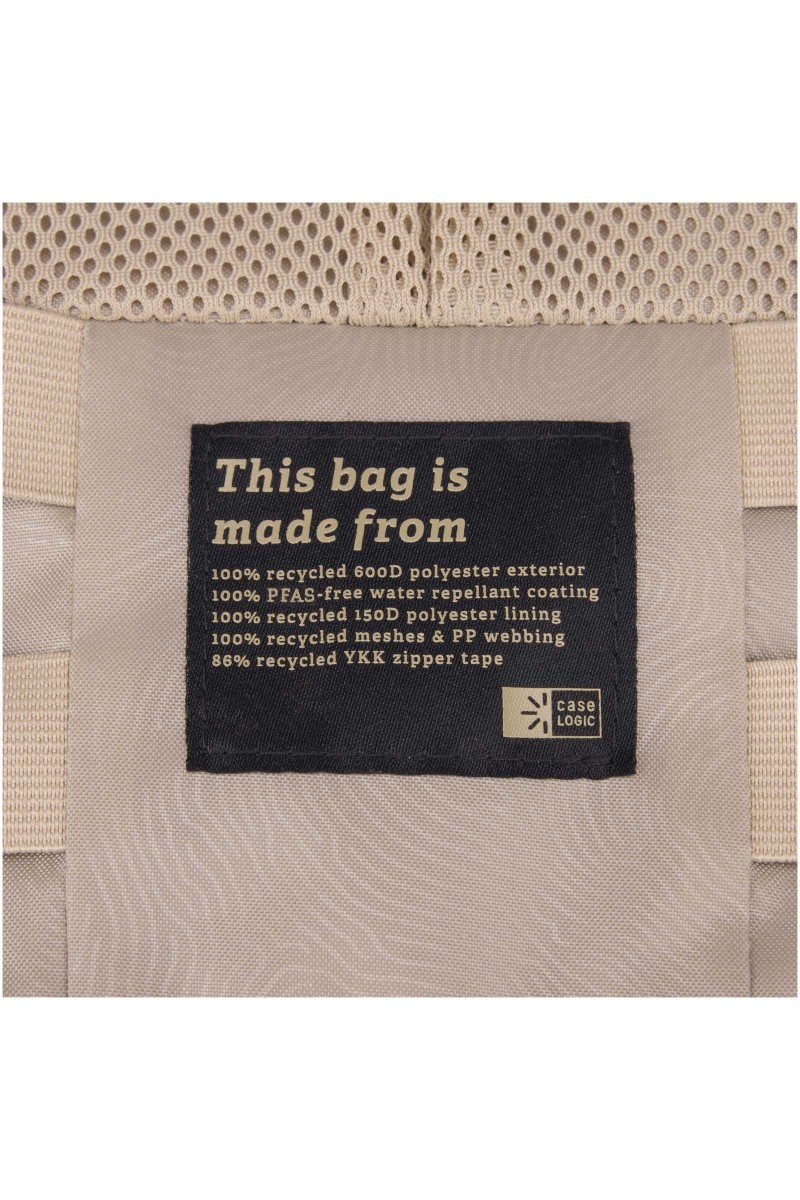 This bag is
made from
100% recycled 600D polyester exterior
100% PFAS-free water repellant coating
100% recycled 150D polyester lining
100% recycled meshes & PP webbing
86% recycled YKK zipper tape
case
LOGIC